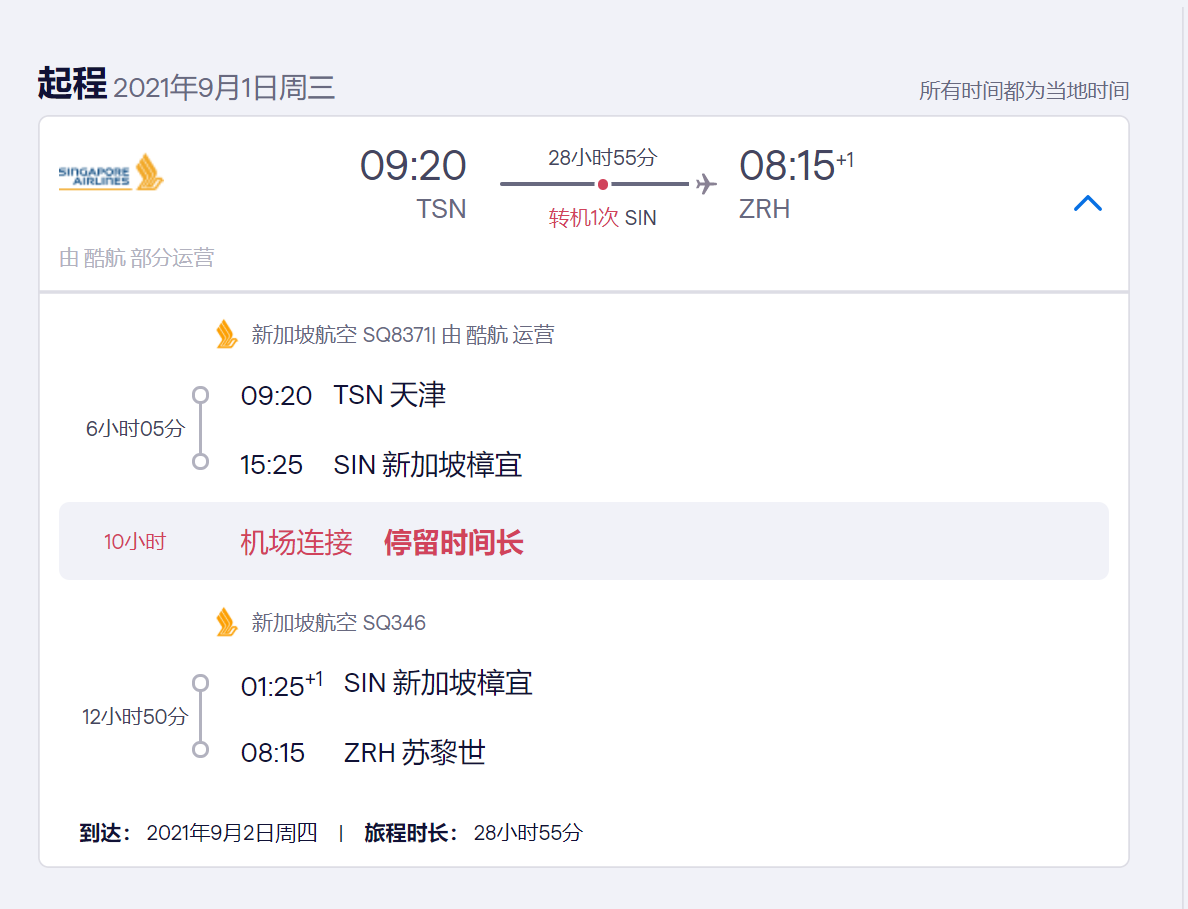 起程 2021年9月1日周三
所有时间都为当地时间
SINGAPORE
AIRLINES
09:20
TSN
28小时55分
转机1次 SIN
08:15+1
ZRH
由 酷航 部分运营
新加坡航空 SQ8371| 由 酷航 运营
09:20 TSN 天津
6小时05分
15:25 SIN 新加坡樟宜
10小时 机场连接 停留时间长
新加坡航空 SQ346
01:25+1 SIN 新加坡樟宜
12小时50分
08:15 ZRH 苏黎世
到达： 2021年9月2日周四 | 旅程时长： 28小时55分